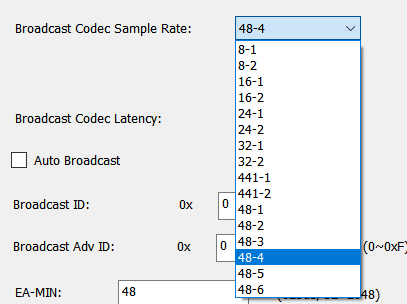 Broadcast Codec Sample Rate: 48-4
8-1
8-2
16-1
16-2
24-1
24-2
32-1
32-2
441-1
441-2
48-1
48-2
48-3
48-4
48-5
48-6
Broadcast Codec Latency:
Auto Broadcast
Broadcast ID: 0x 0
Broadcast Adv ID: 0x 0 (0~0xF)
EA-MIN: 48